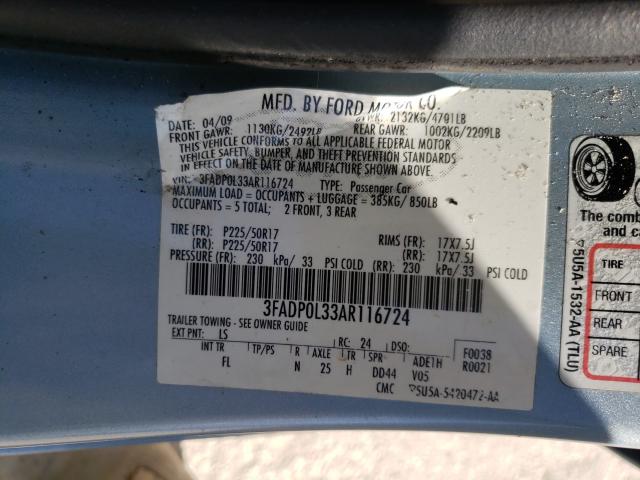 MFD. BY FORD MOTOR CO.
DATE: 04/09 GVWR: 2132KG/4791LB
FRONT GAWR: 1130KG/2492LB REAR GAWR: 1002KG/2209LB
THIS VEHICLE CONFORMS TO ALL APPLICABLE FEDERAL MOTOR
VEHICLE SAFETY, BUMPER, AND THEFT PREVENTION STANDARDS
IN EFFECT ON THE DATE OF MANUFACTURE SHOWN ABOVE.
VIN: 3FADP0L33AR116724 TYPE: Passenger Car
MAXIMUM LOAD = OCCUPANTS + LUGGAGE = 385KG/ 850LB
OCCUPANTS = 5 TOTAL; 2 FRONT, 3 REAR
TIRE (FR): P225/50R17 RIMS (FR): 17X7.5J
(RR): P225/50R17 (RR): 17X7.5J
PRESSURE (FR): 230 kPa/ 33 PSI COLD (RR): 230 kPa/ 33 PSI COLD
3FADP0L33AR116724
TRAILER TOWING - SEE OWNER GUIDE
EXT PNT: LS RC: 24 DSO:
INT TR TP/PS R AXLE TR SPR ADE1H F0038
FL N 25 H DD44 V05 R0021
CMC 5U5A-5420472-AA
The comb
and ca
TIRE
FRONT
REAR
SPARE
5U5A-1532-AA (TLU)